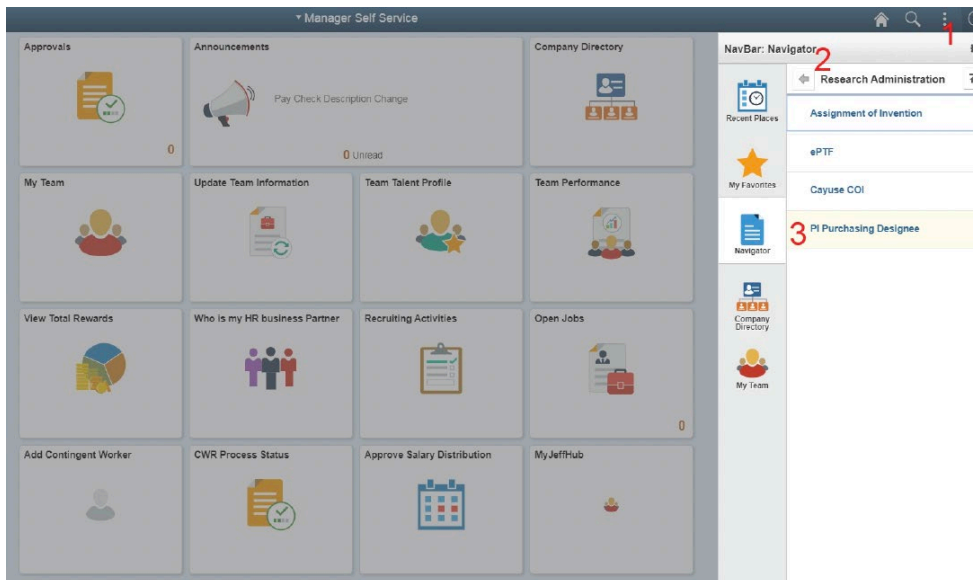 Manager Self Service
1
Approvals
0
Announcements
Pay Check Description Change
0 Unread
Company Directory
My Team
Update Team Information
Team Talent Profile
Team Performance
View Total Rewards
Who is my HR business Partner
Recruiting Activities
Open Jobs
0
Add Contingent Worker
CWR Process Status
Approve Salary Distribution
MyJeffHub
NavBar: Navigator
2
Recent Places
My Favorites
Navigator
Company
Directory
My Team
Research Administration
Assignment of Invention
ePTF
Cayuse COI
3 PI Purchasing Designee